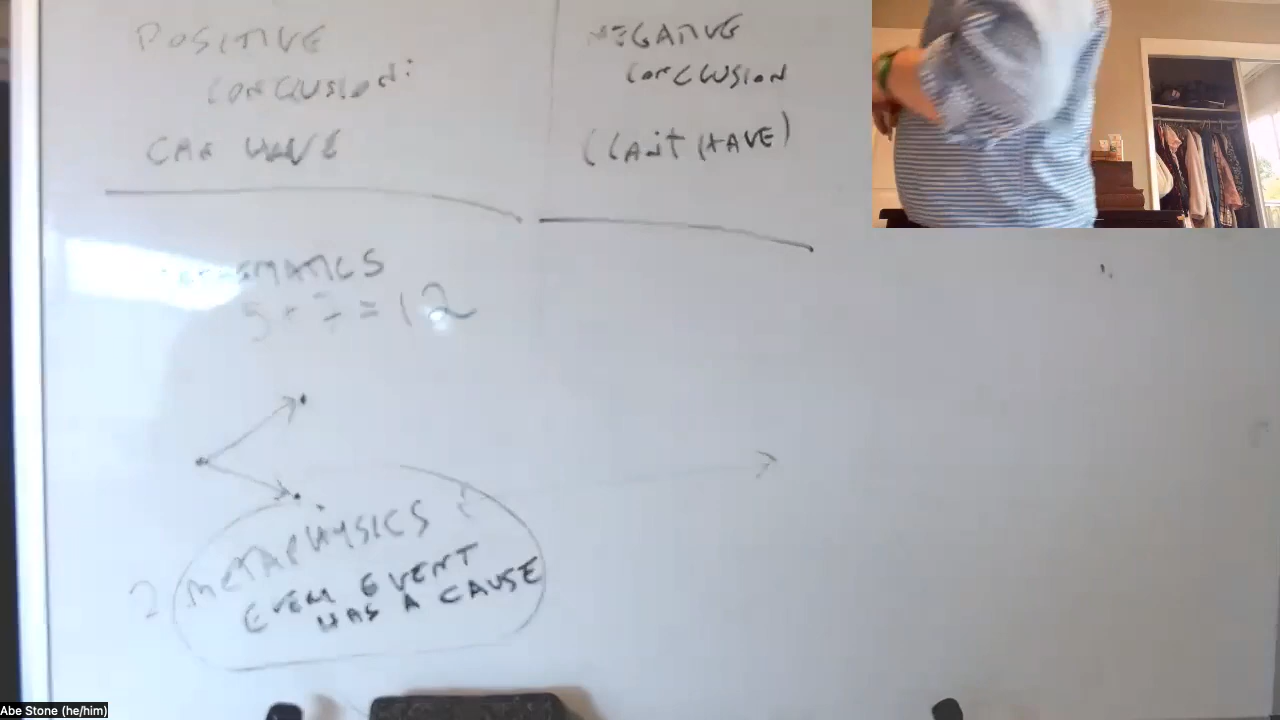 POSITIVE
CONCLUSION:
CAN HAVE
NEGATIVE
CONCLUSION
(CAN'T HAVE)
EMATICS
5+7=12
?
METAPHYSICS:
EVERY EVENT
HAS A CAUSE
Abe Stone (he/him)